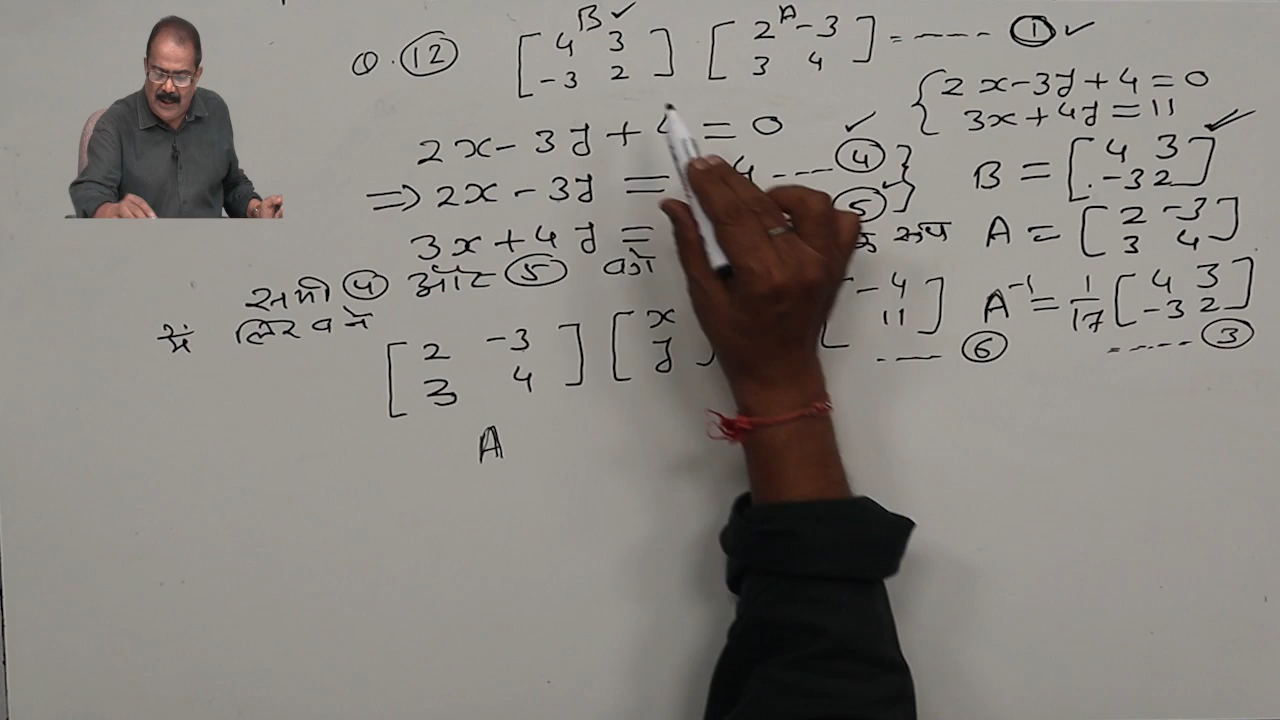 Q. 12 [ 4 3 -3 2 ] [ 2 -3 3 4 ] = ---- ① ✓
B ✓ A
{ 2x-3y+4=0
3x+4y=11
2x-3y+4=0 ✓
⇒ 2x-3y= 4 --- ④ }
3x+4y= ⑤ ✓ }
B = [ 4 3 -3 2 ]
A = [ 2 -3 3 4 ]
A⁻¹ = 1/17 [ 4 3 -3 2 ]
---- ③
समी ④ और ⑤ को के रूप
में लिखने
[ 2 -3 3 4 ] [ x y ] [ -4 11 ]
--- ⑥
A